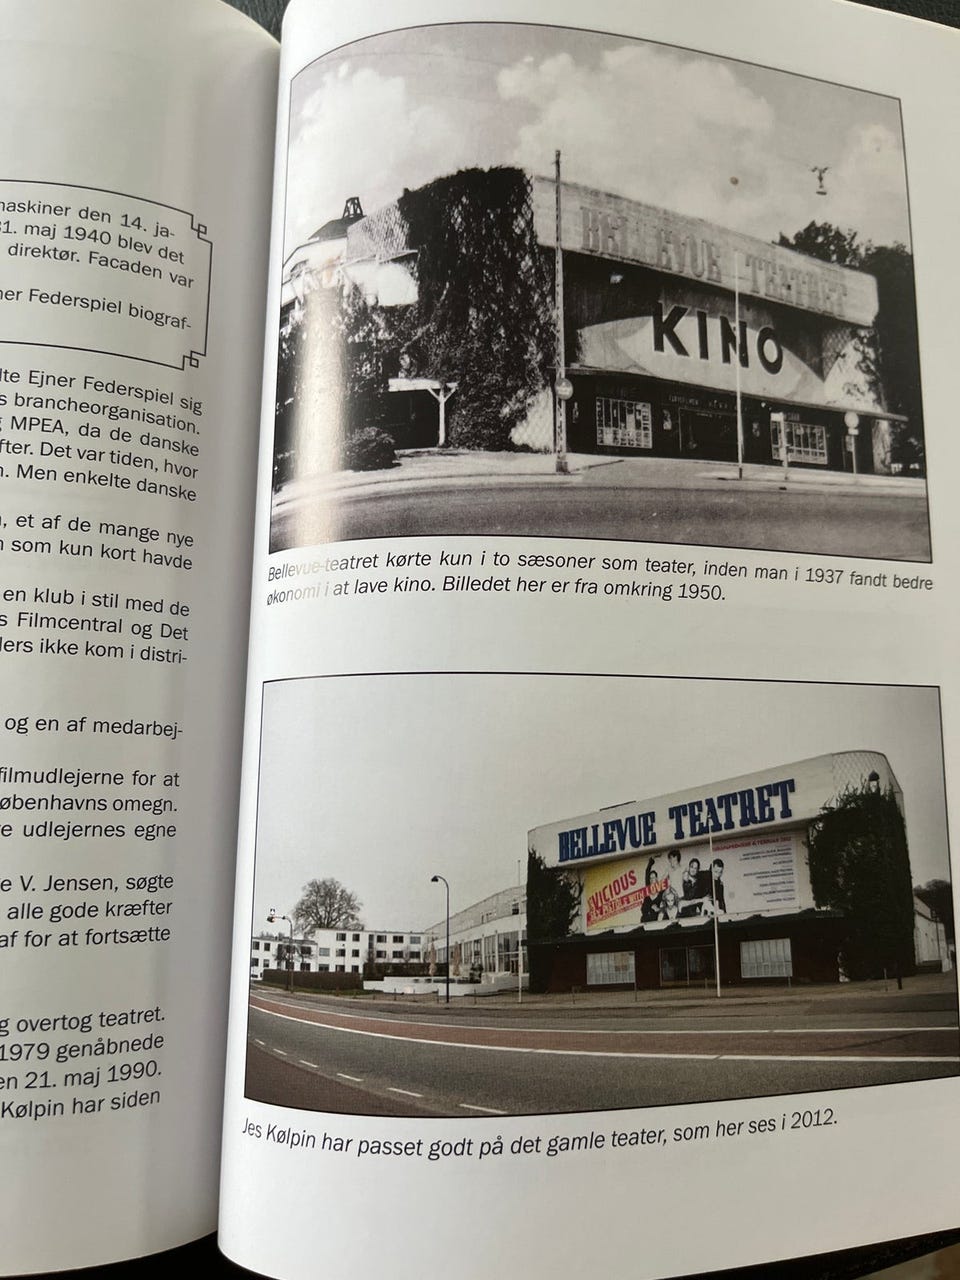 maskiner den 14. ja-
31. maj 1940 blev det
direktør. Facaden var
ner Federspiel biograf-
lte Ejner Federspiel sig
s brancheorganisation.
g MPEA, da de danske
fter. Det var tiden, hvor
n. Men enkelte danske
, et af de mange nye
n som kun kort havde
en klub i stil med de
s Filmcentral og Det
lers ikke kom i distri-
og en af medarbej-
filmudlejerne for at
øbenhavns omegn.
re udlejernes egne
e V. Jensen, søgte
alle gode kræfter
af for at fortsætte
g overtog teatret.
1979 genåbnede
en 21. maj 1990.
Kølpin har siden
BELLEVUE TEATRET
KINO
Bellevue-teatret kørte kun i to sæsoner som teater, inden man i 1937 fandt bedre
økonomi i at lave kino. Billedet her er fra omkring 1950.
BELLEVUE TEATRET
VICIOUS
PISTOLS WITH LOVE
Jes Kølpin har passet godt på det gamle teater, som her ses i 2012.